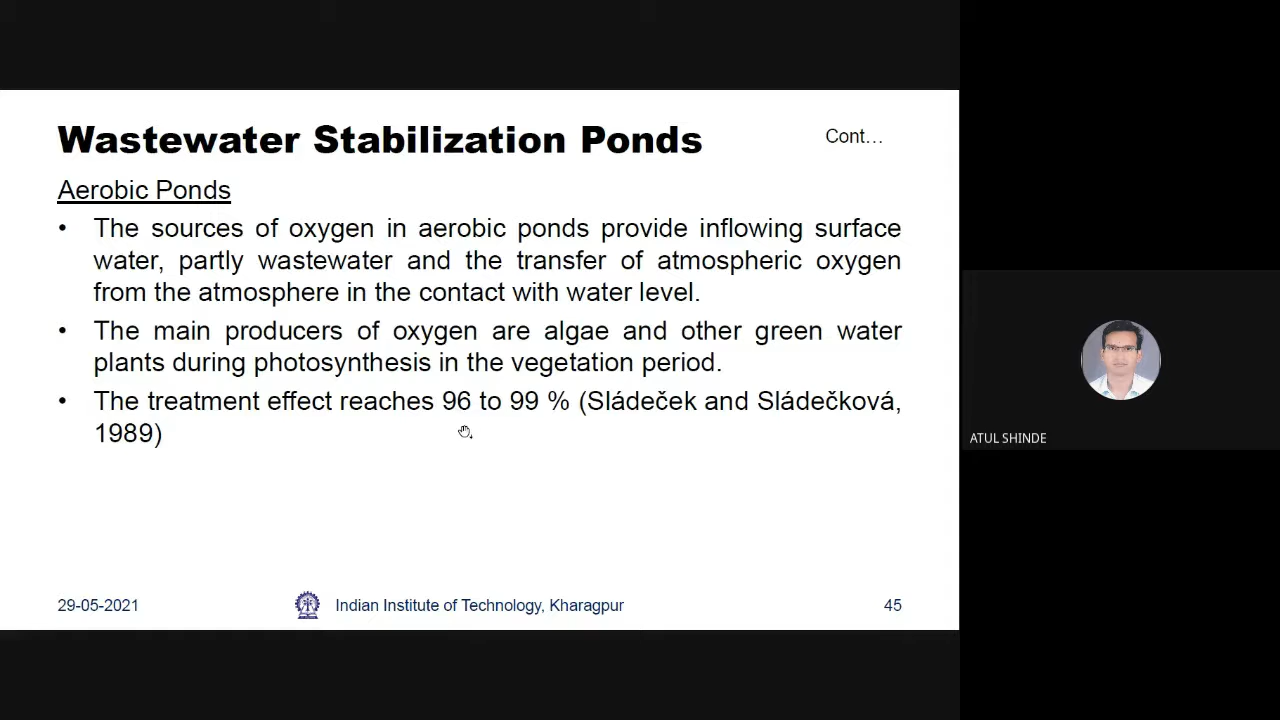 Wastewater Stabilization Ponds
Cont…
Aerobic Ponds
• The sources of oxygen in aerobic ponds provide inflowing surface
water, partly wastewater and the transfer of atmospheric oxygen
from the atmosphere in the contact with water level.
• The main producers of oxygen are algae and other green water
plants during photosynthesis in the vegetation period.
• The treatment effect reaches 96 to 99 % (Sládeček and Sládečková,
1989)
ATUL SHINDE
29-05-2021
Indian Institute of Technology, Kharagpur
45